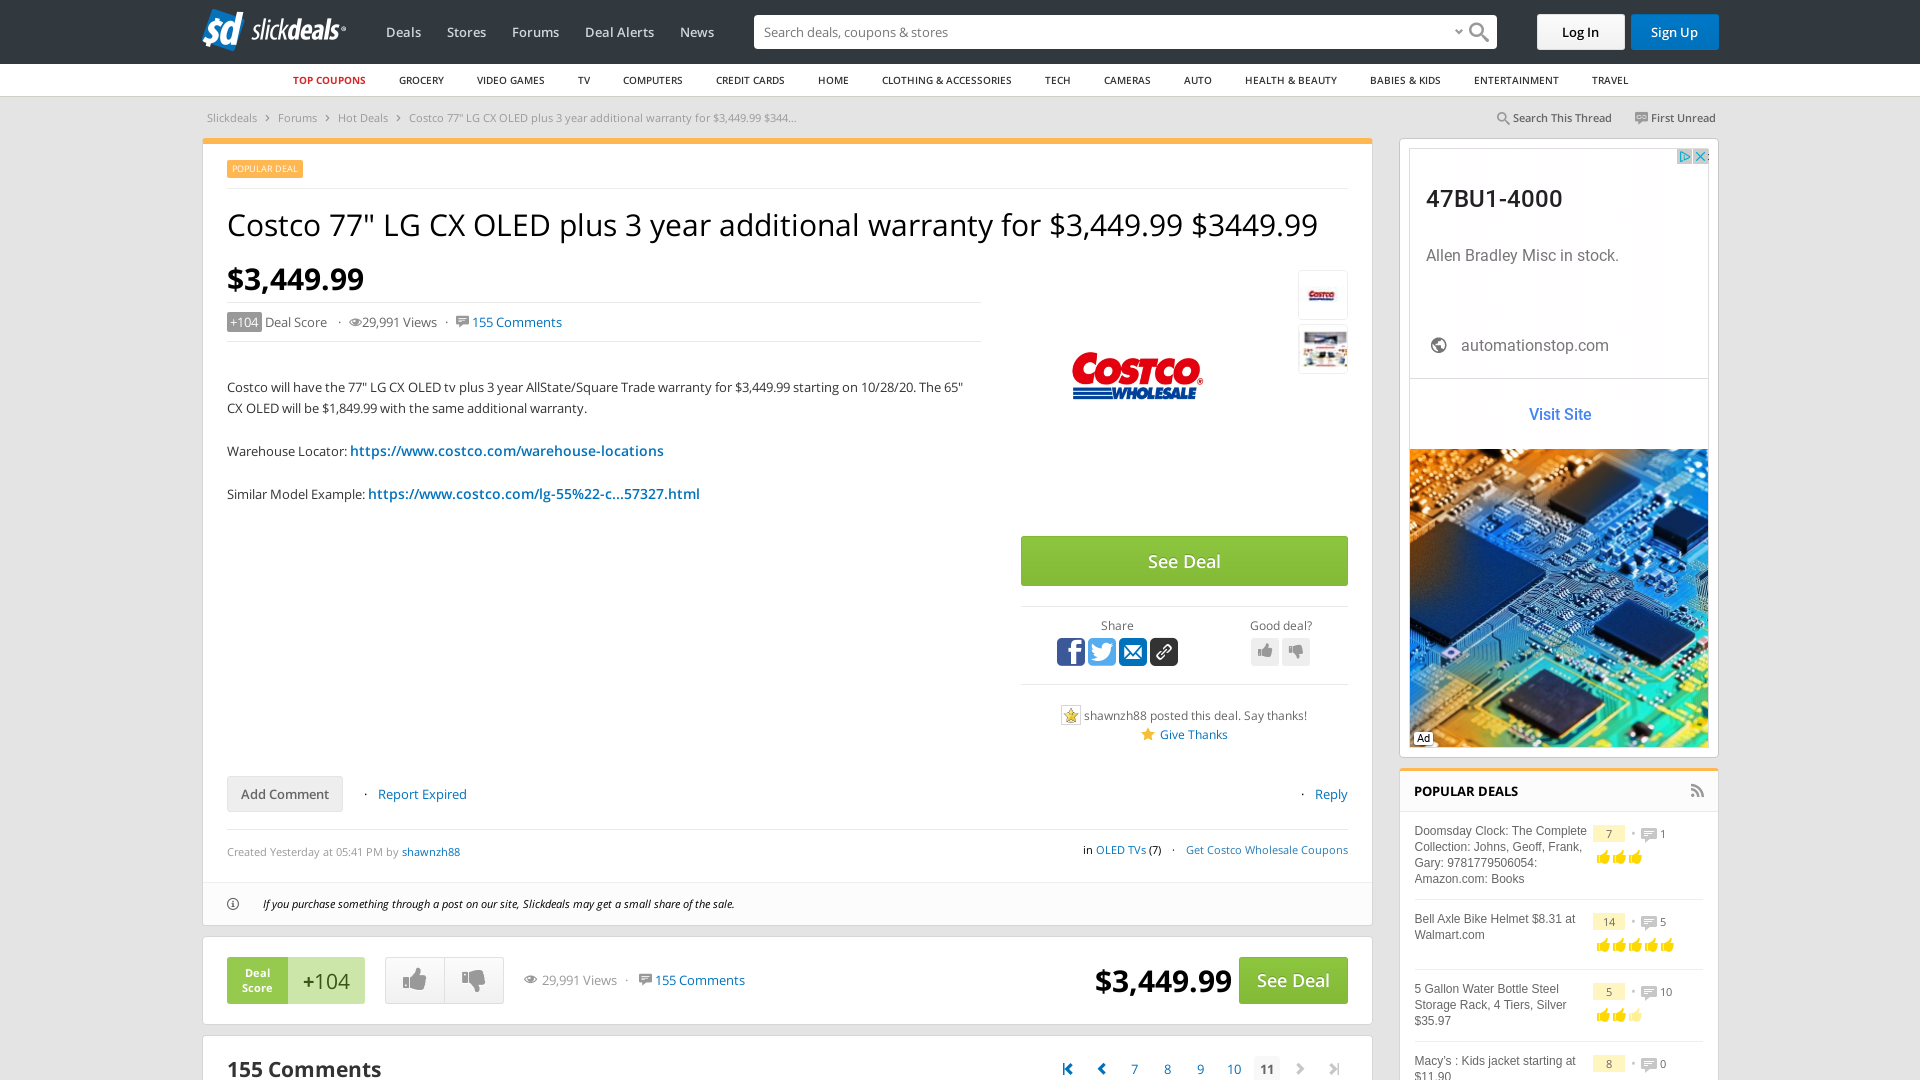 sd slickdeals
Deals Stores Forums Deal Alerts News
Search deals, coupons & stores
Log In Sign Up
TOP COUPONS GROCERY VIDEO GAMES TV COMPUTERS CREDIT CARDS HOME CLOTHING & ACCESSORIES TECH CAMERAS AUTO HEALTH & BEAUTY BABIES & KIDS ENTERTAINMENT TRAVEL
Slickdeals › Forums › Hot Deals › Costco 77" LG CX OLED plus 3 year additional warranty for $3,449.99 $344...
Search This Thread First Unread
POPULAR DEAL
Costco 77" LG CX OLED plus 3 year additional warranty for $3,449.99 $3449.99
$3,449.99
+104 Deal Score · 29,991 Views · 155 Comments
Costco will have the 77" LG CX OLED tv plus 3 year AllState/Square Trade warranty for $3,449.99 starting on 10/28/20. The 65"
CX OLED will be $1,849.99 with the same additional warranty.
Warehouse Locator: https://www.costco.com/warehouse-locations
Similar Model Example: https://www.costco.com/lg-55%22-c...57327.html
COSTCO
WHOLESALE
COSTCO
WHOLESALE
See Deal
Share Good deal?
shawnzh88 posted this deal. Say thanks!
Give Thanks
Add Comment · Report Expired
· Reply
Created Yesterday at 05:41 PM by shawnzh88
in OLED TVs (7) · Get Costco Wholesale Coupons
If you purchase something through a post on our site, Slickdeals may get a small share of the sale.
Deal
Score
+104
29,991 Views · 155 Comments
$3,449.99 See Deal
155 Comments
7 8 9 10 11
47BU1-4000
Allen Bradley Misc in stock.
automationstop.com
Visit Site
Ad
POPULAR DEALS
Doomsday Clock: The Complete
Collection: Johns, Geoff, Frank,
Gary: 9781779506054:
Amazon.com: Books
7 • 1
Bell Axle Bike Helmet $8.31 at
Walmart.com
14 • 5
5 Gallon Water Bottle Steel
Storage Rack, 4 Tiers, Silver
$35.97
5 • 10
Macy's : Kids jacket starting at
$11.90
8 • 0